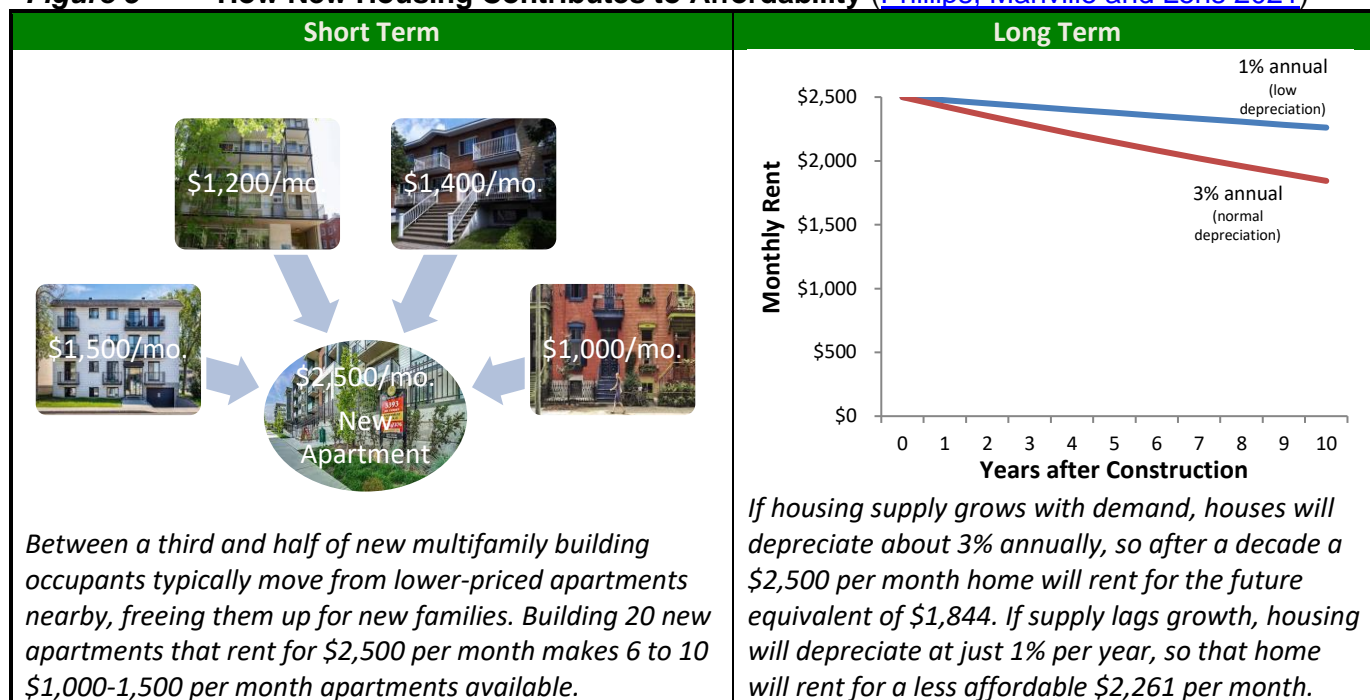 How New Housing Contributes to Affordability (Phillips, Manville and Lens 2021)
Short Term
Long Term
$1,200/mo.
$1,400/mo.
$1,500/mo.
$1,000/mo.
$2,500/mo.
New
Apartment
Between a third and half of new multifamily building
occupants typically move from lower-priced apartments
nearby, freeing them up for new families. Building 20 new
apartments that rent for $2,500 per month makes 6 to 10
$1,000-1,500 per month apartments available.
1% annual
(low
depreciation)
$2,500
$2,000
3% annual
(normal
depreciation)
$1,500
$1,000
$500
$0
Monthly Rent
0 1 2 3 4 5 6 7 8 9 10
Years after Construction
If housing supply grows with demand, houses will
depreciate about 3% annually, so after a decade a
$2,500 per month home will rent for the future
equivalent of $1,844. If supply lags growth, housing
will depreciate at just 1% per year, so that home
will rent for a less affordable $2,261 per month.